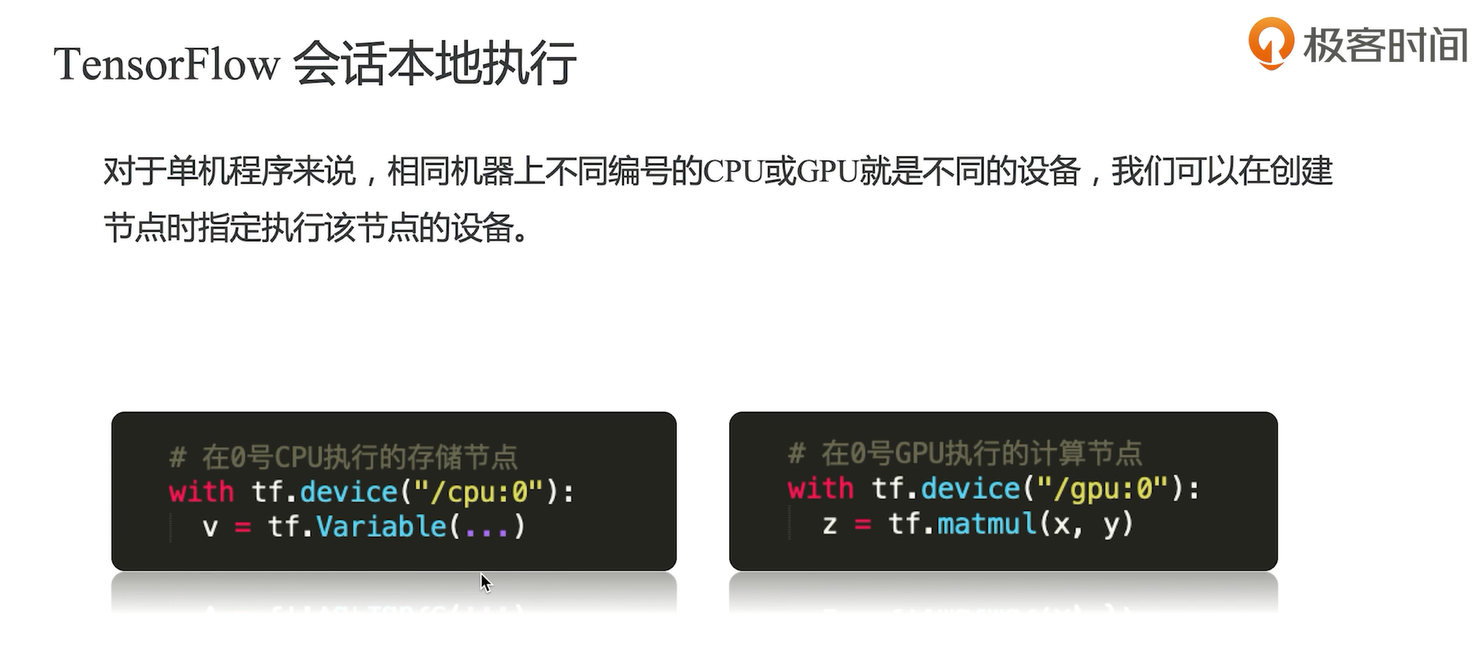 TensorFlow 会话本地执行
极客时间
对于单机程序来说，相同机器上不同编号的CPU或GPU就是不同的设备，我们可以在创建
节点时指定执行该节点的设备。
# 在0号CPU执行的存储节点
with tf.device("/cpu:0"):
v = tf.Variable(...)
# 在0号GPU执行的计算节点
with tf.device("/gpu:0"):
z = tf.matmul(x, y)